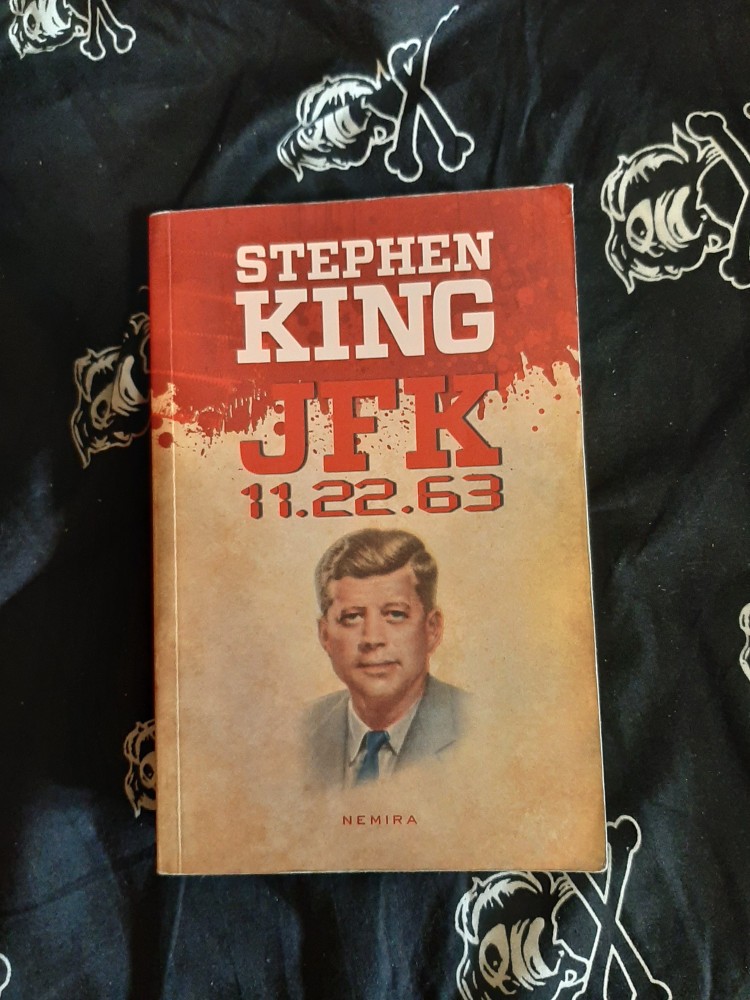 STEPHEN
KING
JFK
11.22.63
NEMIRA